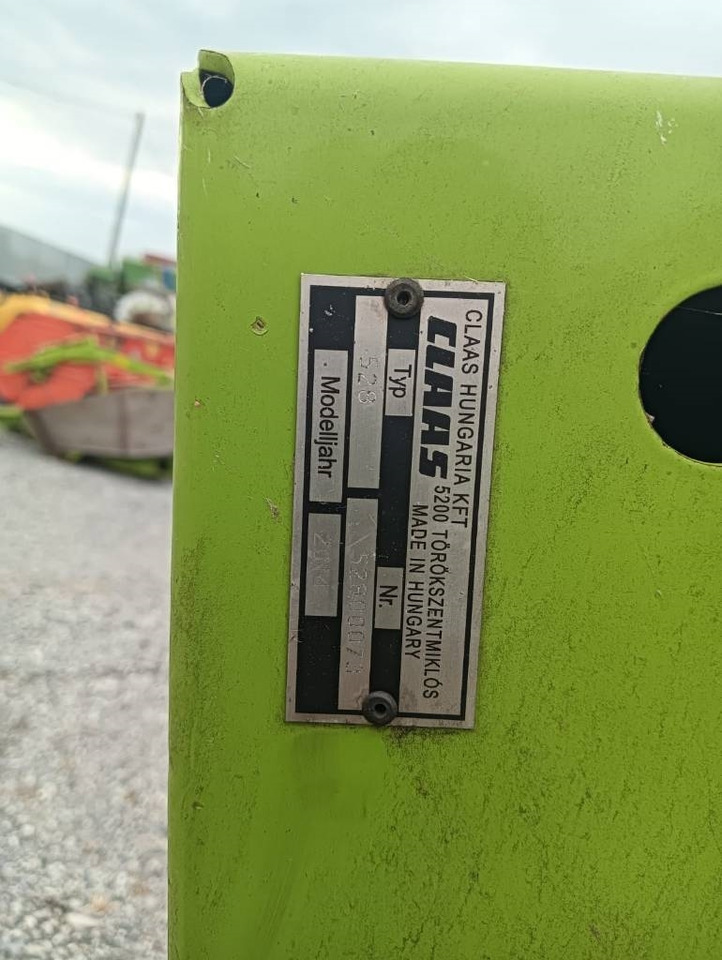 CLAAS HUNGARIA KFT
CLAAS
5200 TÖRÖKSZENTMIKLÓS
MADE IN HUNGARY
Typ
Nr.
528
Modelljahr